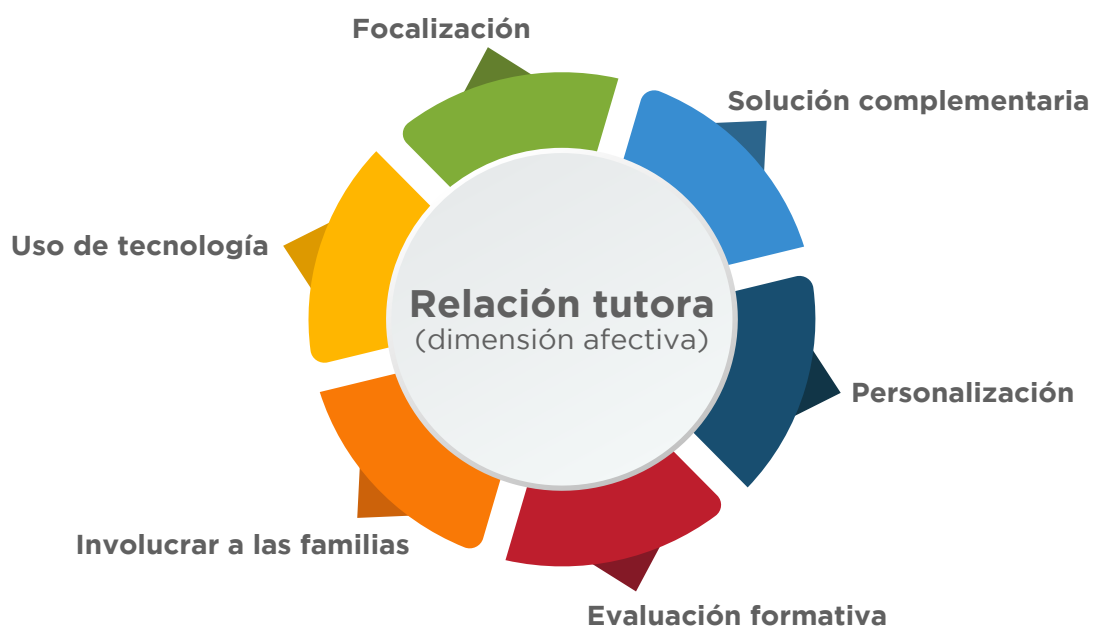 Focalización
Solución complementaria
Uso de tecnología
Relación tutora
(dimensión afectiva)
Personalización
Involucrar a las familias
Evaluación formativa